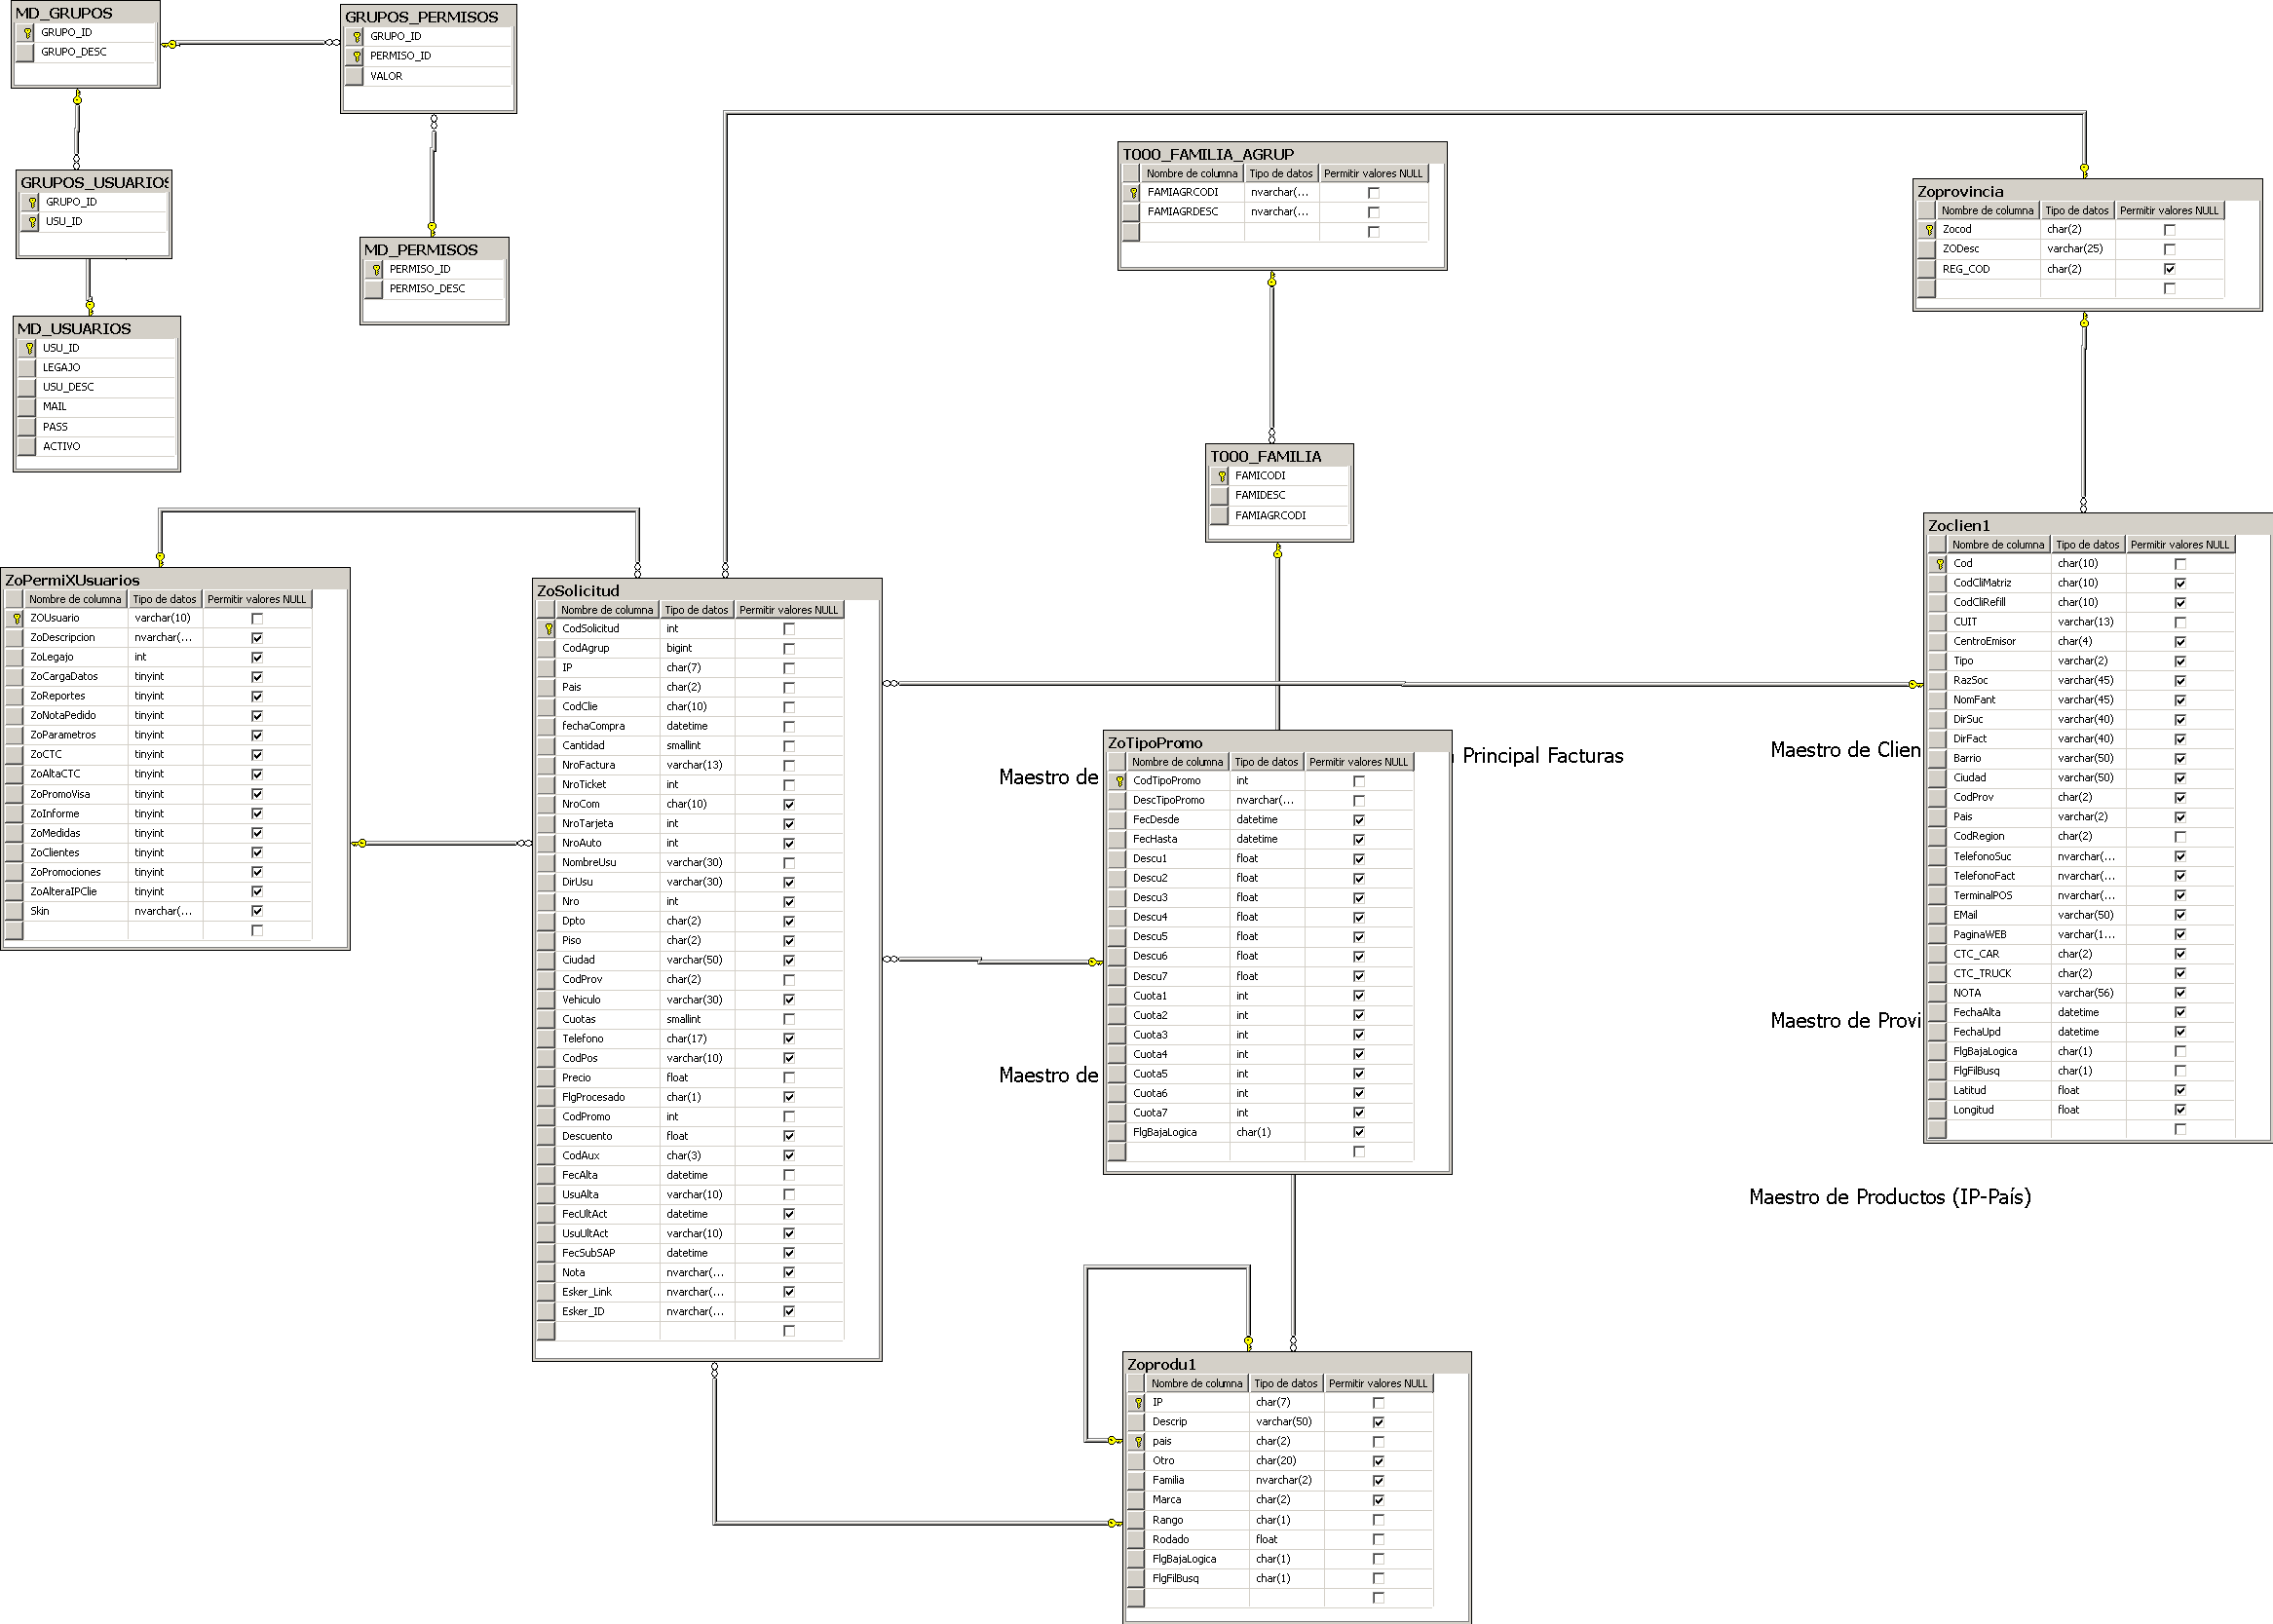 MD_GRUPOS
GRUPO_ID
GRUPO_DESC
GRUPOS_PERMISOS
GRUPO_ID
PERMISO_ID
VALOR
GRUPOS_USUARIOS
GRUPO_ID
USU_ID
MD_PERMISOS
PERMISO_ID
PERMISO_DESC
MD_USUARIOS
USU_ID
LEGAJO
USU_DESC
MAIL
PASS
ACTIVO
T000_FAMILIA_AGRUP
Nombre de columna Tipo de datos Permitir valores NULL
FAMIAGRCODI nvarchar(...
FAMIAGRDESC nvarchar(...
Zoprovincia
Nombre de columna Tipo de datos Permitir valores NULL
Zocod char(2)
ZODesc varchar(25)
REG_COD char(2)
T000_FAMILIA
FAMICODI
FAMIDESC
FAMIAGRCODI
ZoPermiXUsuarios
Nombre de columna Tipo de datos Permitir valores NULL
ZOUsuario varchar(10)
ZoDescripcion nvarchar(...
ZoLegajo int
ZoCargaDatos tinyint
ZoReportes tinyint
ZoNotaPedido tinyint
ZoParametros tinyint
ZoCTC tinyint
ZoAltaCTC tinyint
ZoPromoVisa tinyint
ZoInforme tinyint
ZoMedidas tinyint
ZoClientes tinyint
ZoPromociones tinyint
ZoAlteraIPClie tinyint
Skin nvarchar(...
ZoSolicitud
Nombre de columna Tipo de datos Permitir valores NULL
CodSolicitud int
CodAgrup bigint
IP char(7)
Pais char(2)
CodClie char(10)
fechaCompra datetime
Cantidad smallint
NroFactura varchar(13)
NroTicket int
NroCom char(10)
NroTarjeta int
NroAuto int
NombreUsu varchar(30)
DirUsu varchar(30)
Nro int
Dpto char(2)
Piso char(2)
Ciudad varchar(50)
CodProv char(2)
Vehiculo varchar(30)
Cuotas smallint
Telefono char(17)
CodPos varchar(10)
Precio float
FlgProcesado char(1)
CodPromo int
Descuento float
CodAux char(3)
FecAlta datetime
UsuAlta varchar(10)
FecUltAct datetime
UsuUltAct varchar(10)
FecSubSAP datetime
Nota nvarchar(...
Esker_Link nvarchar(...
Esker_ID nvarchar(...
Maestro de
Principal Facturas
Maestro de
ZoTipoPromo
Nombre de columna Tipo de datos Permitir valores NULL
CodTipoPromo int
DescTipoPromo nvarchar(...
FecDesde datetime
FecHasta datetime
Descu1 float
Descu2 float
Descu3 float
Descu4 float
Descu5 float
Descu6 float
Descu7 float
Cuota1 int
Cuota2 int
Cuota3 int
Cuota4 int
Cuota5 int
Cuota6 int
Cuota7 int
FlgBajaLogica char(1)
Maestro de Clien
Maestro de Provi
Maestro de Productos (IP-País)
Zoclien1
Nombre de columna Tipo de datos Permitir valores NULL
Cod char(10)
CodCliMatriz char(10)
CodCliRefill char(10)
CUIT varchar(13)
CentroEmisor char(4)
Tipo varchar(2)
RazSoc varchar(45)
NomFant varchar(45)
DirSuc varchar(40)
DirFact varchar(40)
Barrio varchar(50)
Ciudad varchar(50)
CodProv char(2)
Pais varchar(2)
CodRegion char(2)
TelefonoSuc nvarchar(...
TelefonoFact nvarchar(...
TerminalPOS nvarchar(...
EMail varchar(50)
PaginaWEB varchar(1...
CTC_CAR char(2)
CTC_TRUCK char(2)
NOTA varchar(56)
FechaAlta datetime
FechaUpd datetime
FlgBajaLogica char(1)
FlgFilBusq char(1)
Latitud float
Longitud float
Zoprodu1
Nombre de columna Tipo de datos Permitir valores NULL
IP char(7)
Descrip varchar(50)
pais char(2)
Otro char(20)
Familia nvarchar(2)
Marca char(2)
Rango char(1)
Rodado float
FlgBajaLogica char(1)
FlgFilBusq char(1)